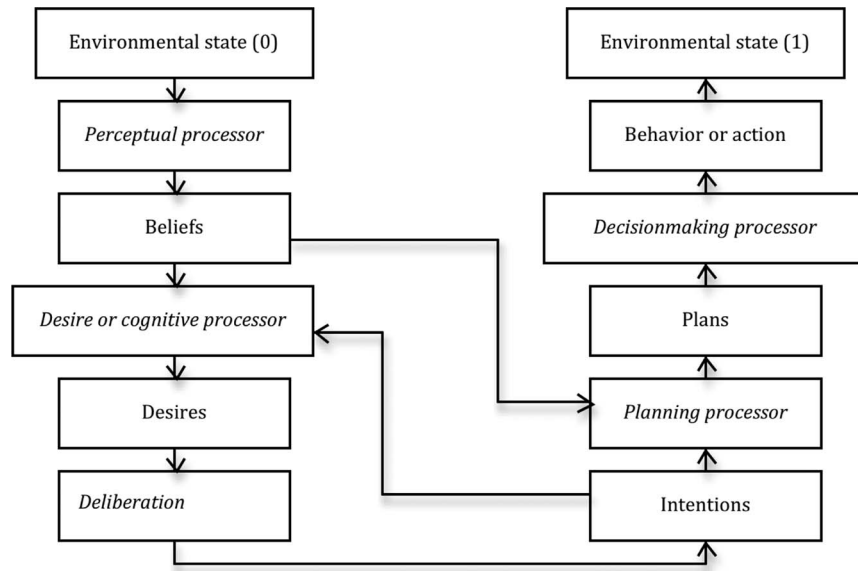 Environmental state (0)
Perceptual processor
Beliefs
Desire or cognitive processor
Desires
Deliberation
Environmental state (1)
Behavior or action
Decisionmaking processor
Plans
Planning processor
Intentions